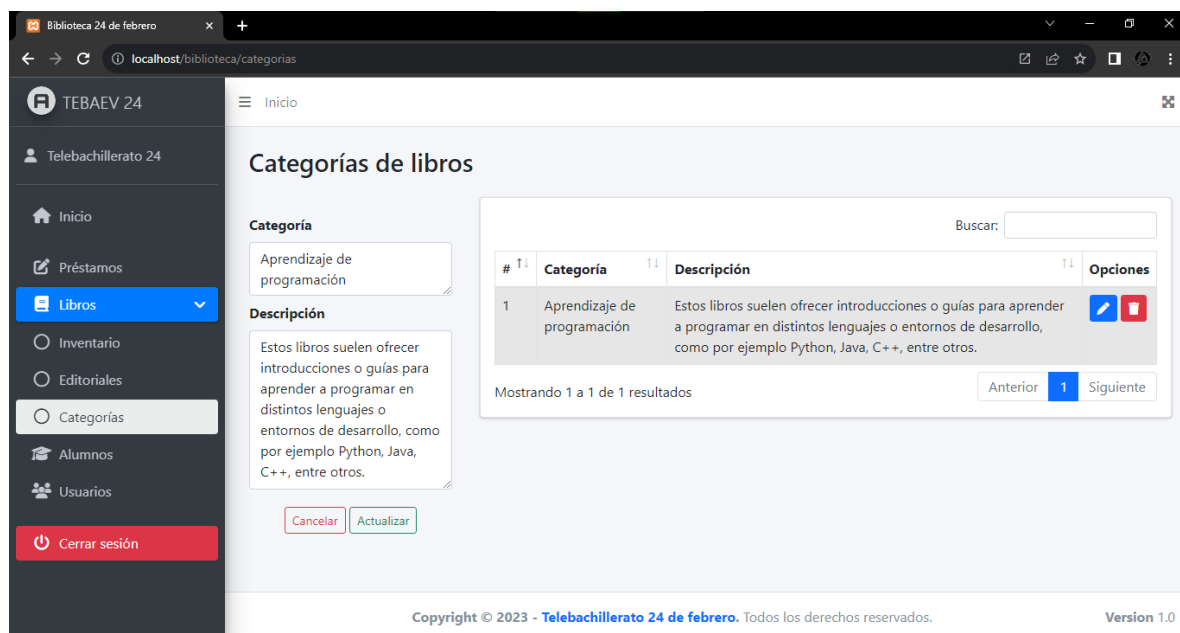 Biblioteca 24 de febrero
localhost/biblioteca/categorias
TEBAEV 24
Telebachillerato 24
Inicio
Préstamos
Libros
Inventario
Editoriales
Categorías
Alumnos
Usuarios
Cerrar sesión
Inicio
Categorías de libros
Categoría
Aprendizaje de
programación
Descripción
Estos libros suelen ofrecer
introducciones o guías para
aprender a programar en
distintos lenguajes o
entornos de desarrollo, como
por ejemplo Python, Java,
C++, entre otros.
Cancelar Actualizar
Buscar:
# Categoría Descripción Opciones
1 Aprendizaje de Estos libros suelen ofrecer introducciones o guías para aprender
programación a programar en distintos lenguajes o entornos de desarrollo,
como por ejemplo Python, Java, C++, entre otros.
Mostrando 1 a 1 de 1 resultados
Anterior 1 Siguiente
Copyright © 2023 - Telebachillerato 24 de febrero. Todos los derechos reservados.
Version 1.0